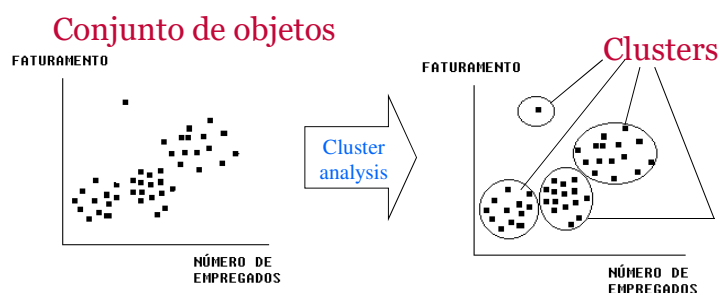 Conjunto de objetos
FATURAMENTO
NÚMERO DE
EMPREGADOS
Cluster
analysis
Clusters
FATURAMENTO
NÚMERO DE
EMPREGADOS